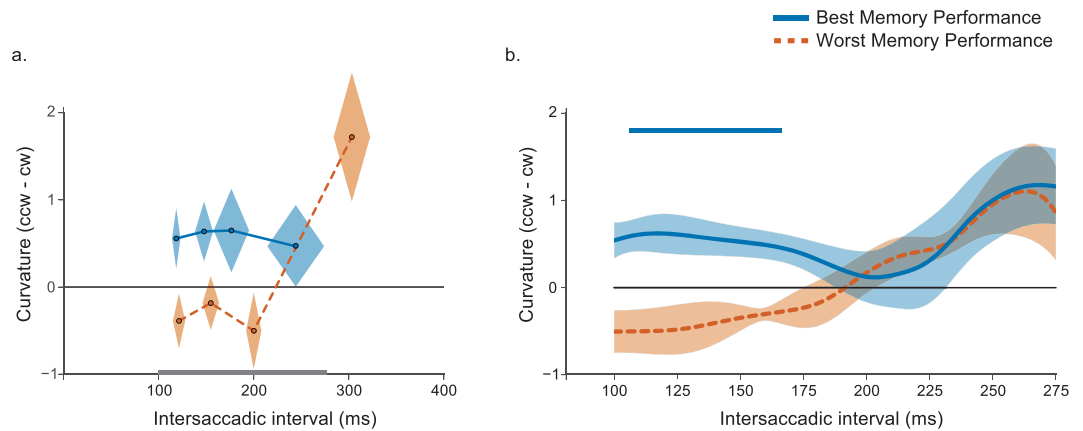 Best Memory Performance
Worst Memory Performance
a.
b.
2
1
0
−1
Curvature (ccw - cw)
100
200
300
400
Intersaccadic interval (ms)
2
1
0
−1
Curvature (ccw - cw)
100
125
150
175
200
225
250
275
Intersaccadic interval (ms)